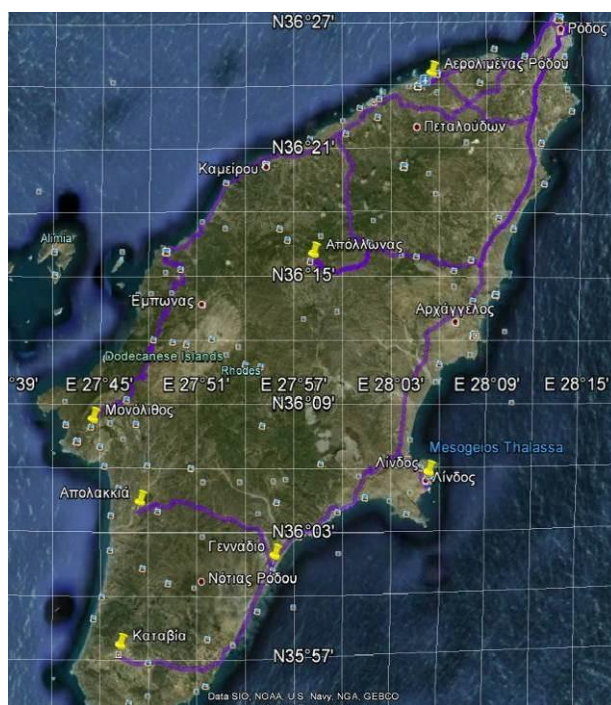 N36°27'
Ρόδος
Αερολιμένας Ρόδου
Πεταλούδων
N36°21'
Καμείρου
Alimia
Απόλλωνας
N36°15'
Έμπωνας
Αρχάγγελος
Dodecanese Islands
Rhodes
°39' E 27°45' E 27°51' E 27°57' E 28°03' E 28°09' E 28°15'
N36°09'
Μονόλιθος
Mesogeios Thalassa
Λίνδος
Λίνδος
Απολακκιά
N36°03'
Γεννάδιο
Νότιας Ρόδου
Καταβία
N35°57'
Data SIO, NOAA, U.S. Navy, NGA, GEBCO